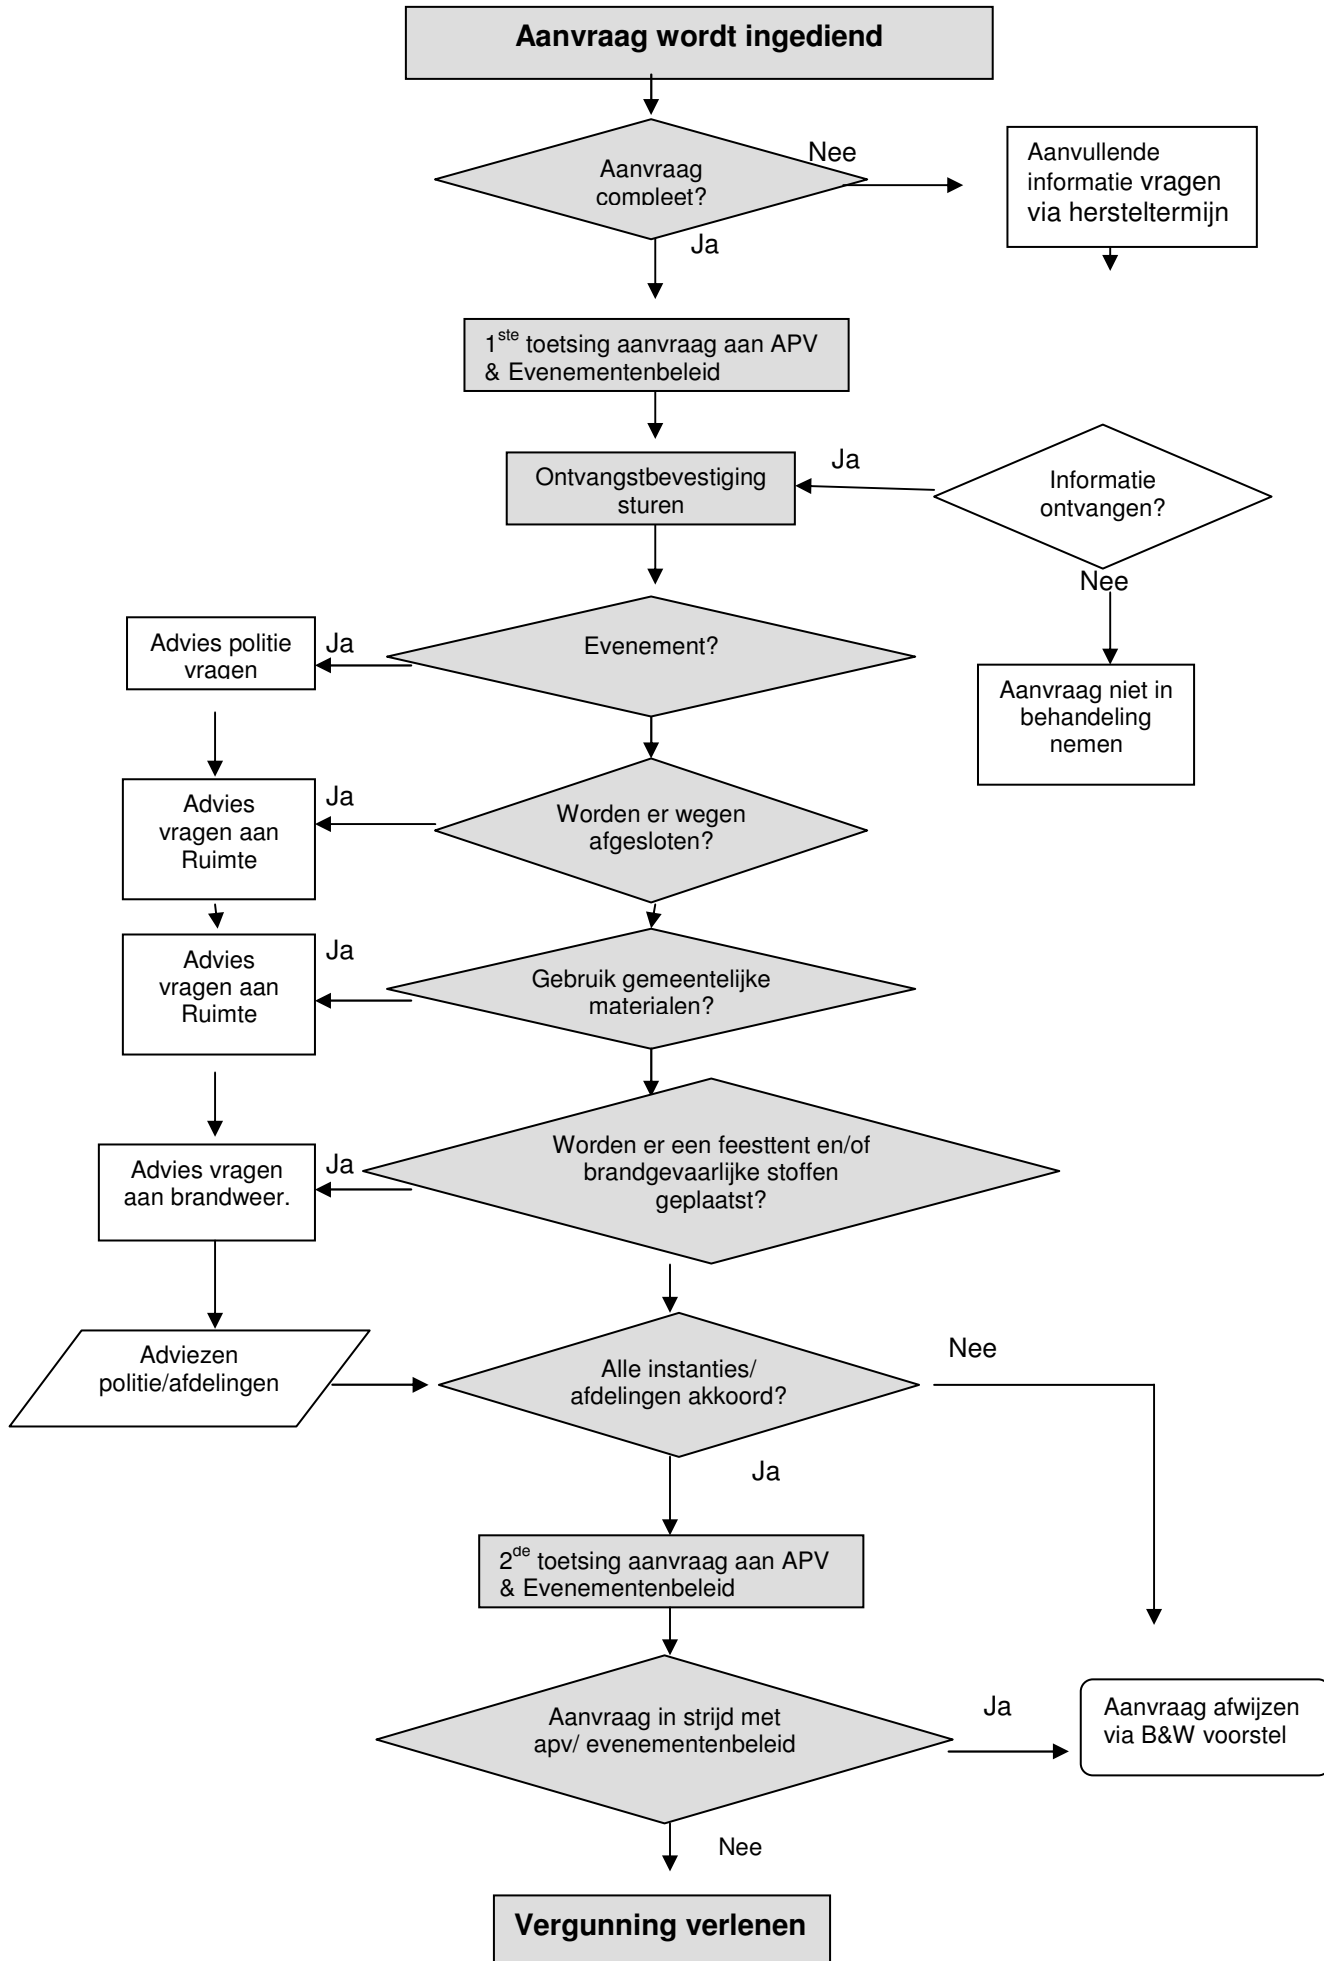 Aanvraag wordt ingediend
Aanvraag
compleet?
Nee
Aanvullende
informatie vragen
via hersteltermijn
Ja
1ste toetsing aanvraag aan APV
& Evenementenbeleid
Ontvangstbevestiging
sturen
Ja
Informatie
ontvangen?
Nee
Aanvraag niet in
behandeling
nemen
Evenement?
Ja
Advies politie
vragen
Worden er wegen
afgesloten?
Ja
Advies
vragen aan
Ruimte
Gebruik gemeentelijke
materialen?
Ja
Advies
vragen aan
Ruimte
Worden er een feesttent en/of
brandgevaarlijke stoffen
geplaatst?
Ja
Advies vragen
aan brandweer.
Adviezen
politie/afdelingen
Alle instanties/
afdelingen akkoord?
Nee
Ja
2de toetsing aanvraag aan APV
& Evenementenbeleid
Aanvraag in strijd met
apv/ evenementenbeleid
Ja
Aanvraag afwijzen
via B&W voorstel
Nee
Vergunning verlenen